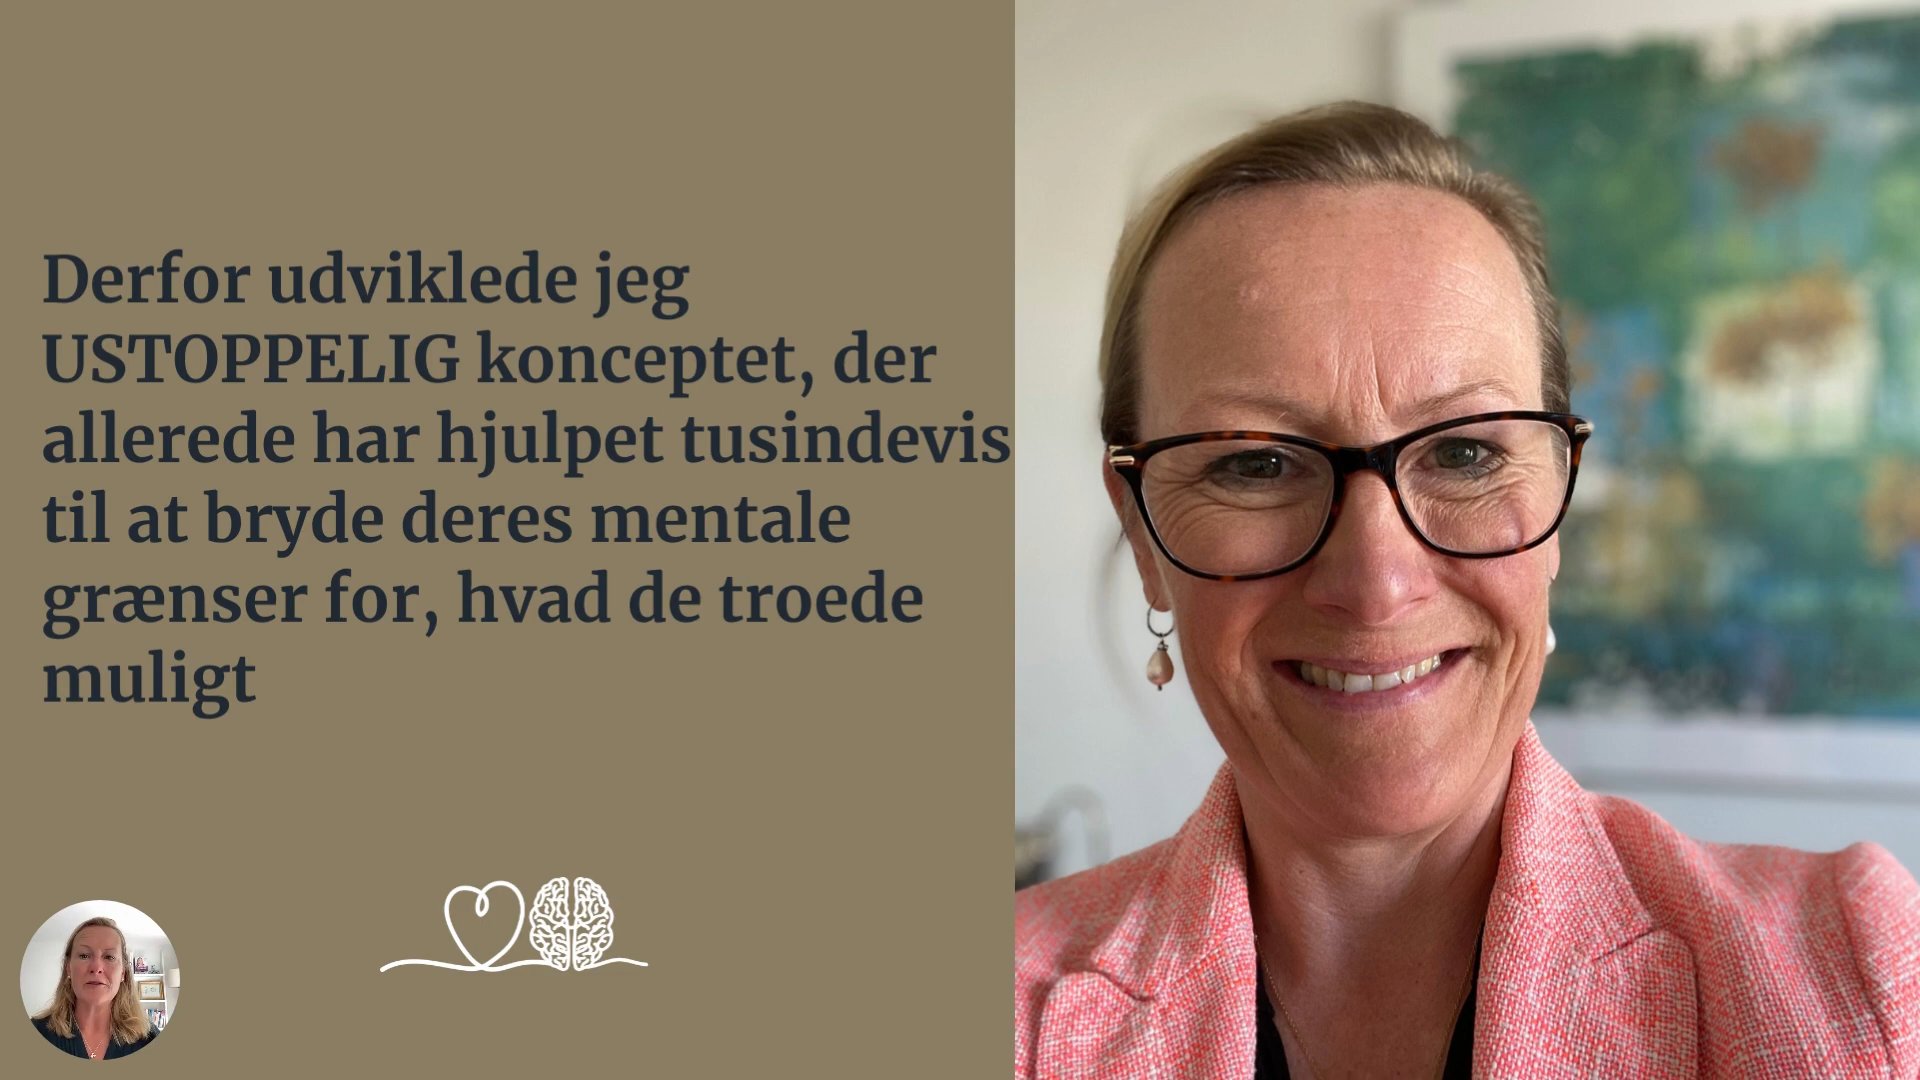 Derfor udviklede jeg
USTOPPELIG konceptet, der
allerede har hjulpet tusindevis
til at bryde deres mentale
grænser for, hvad de troede
muligt